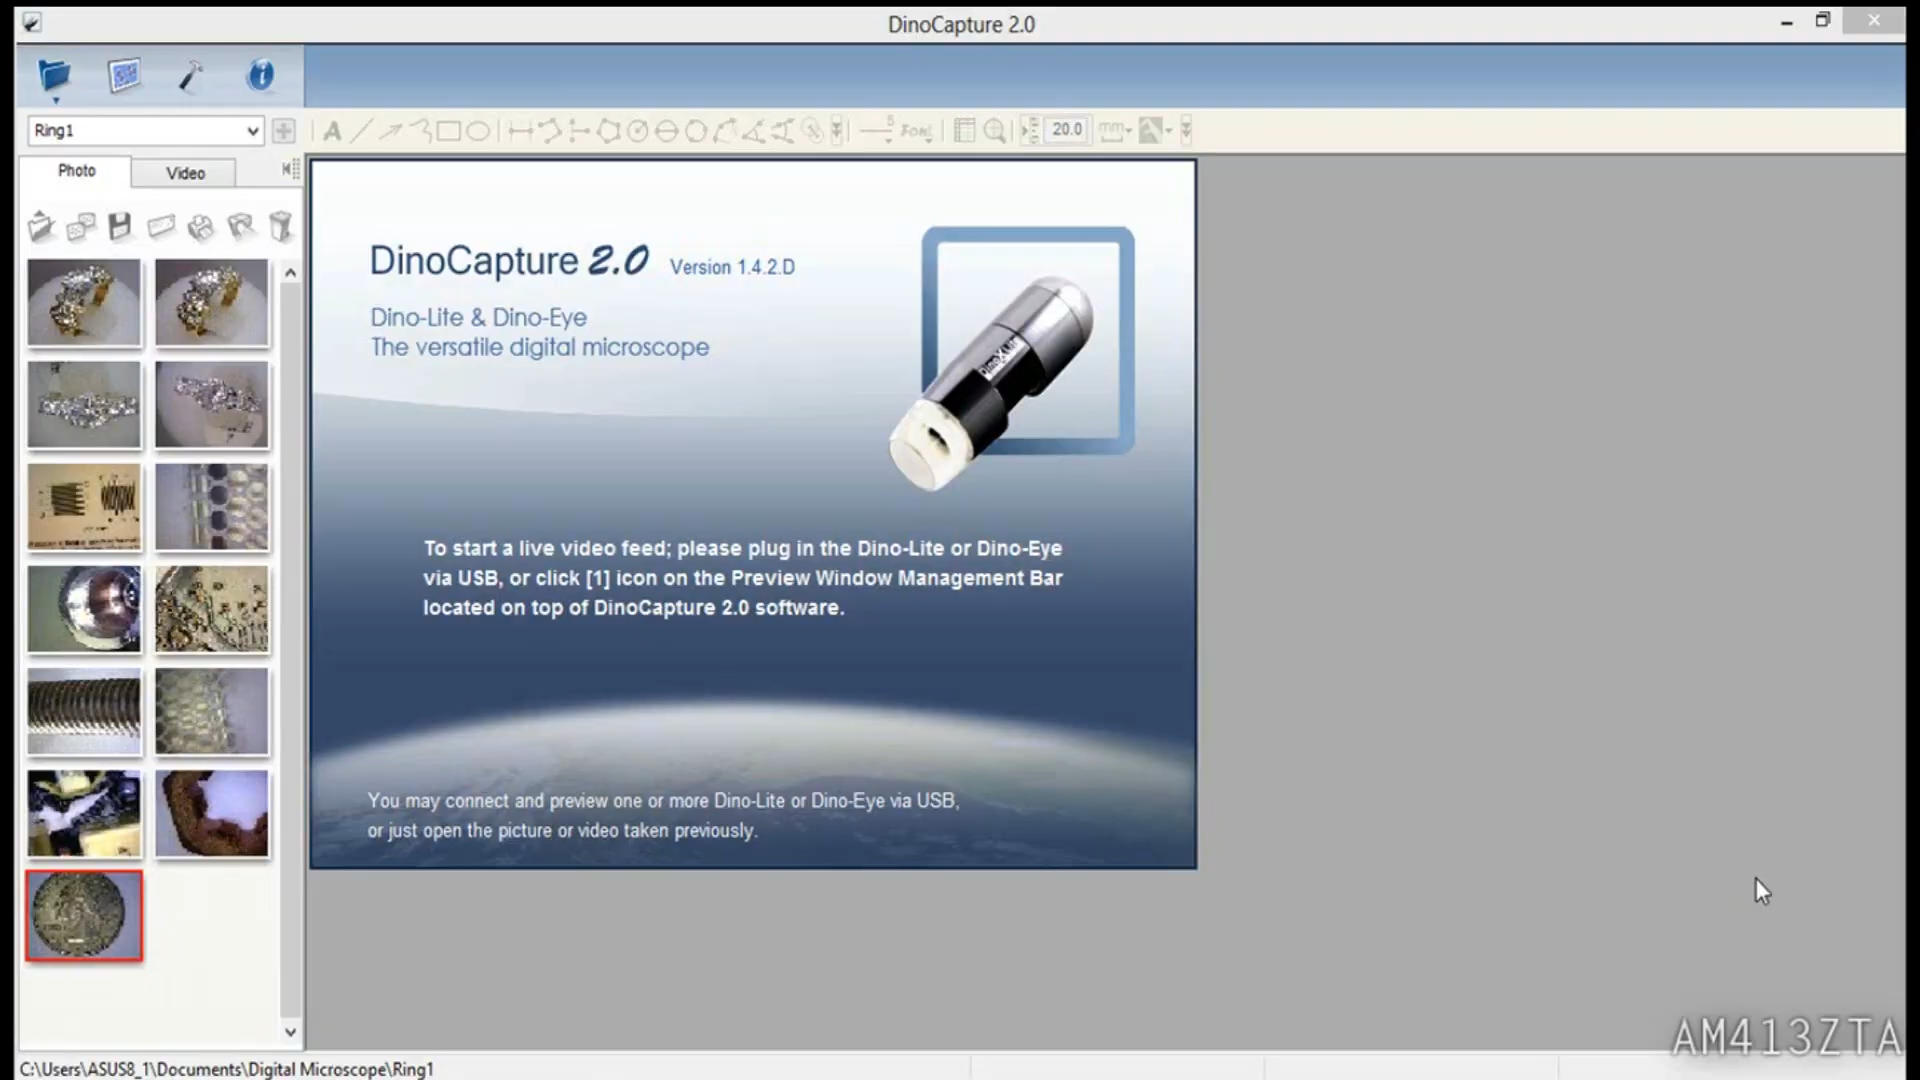 DinoCapture 2.0
Ring1
5
Font
20.0
mm
Photo
Video
DinoCapture 2.0 Version 1.4.2.D
Dino-Lite & Dino-Eye
The versatile digital microscope
To start a live video feed; please plug in the Dino-Lite or Dino-Eye
via USB, or click [1] icon on the Preview Window Management Bar
located on top of DinoCapture 2.0 software.
You may connect and preview one or more Dino-Lite or Dino-Eye via USB,
or just open the picture or video taken previously.
AM413ZTA
C:\Users\ASUS8_1\Documents\Digital Microscope\Ring1